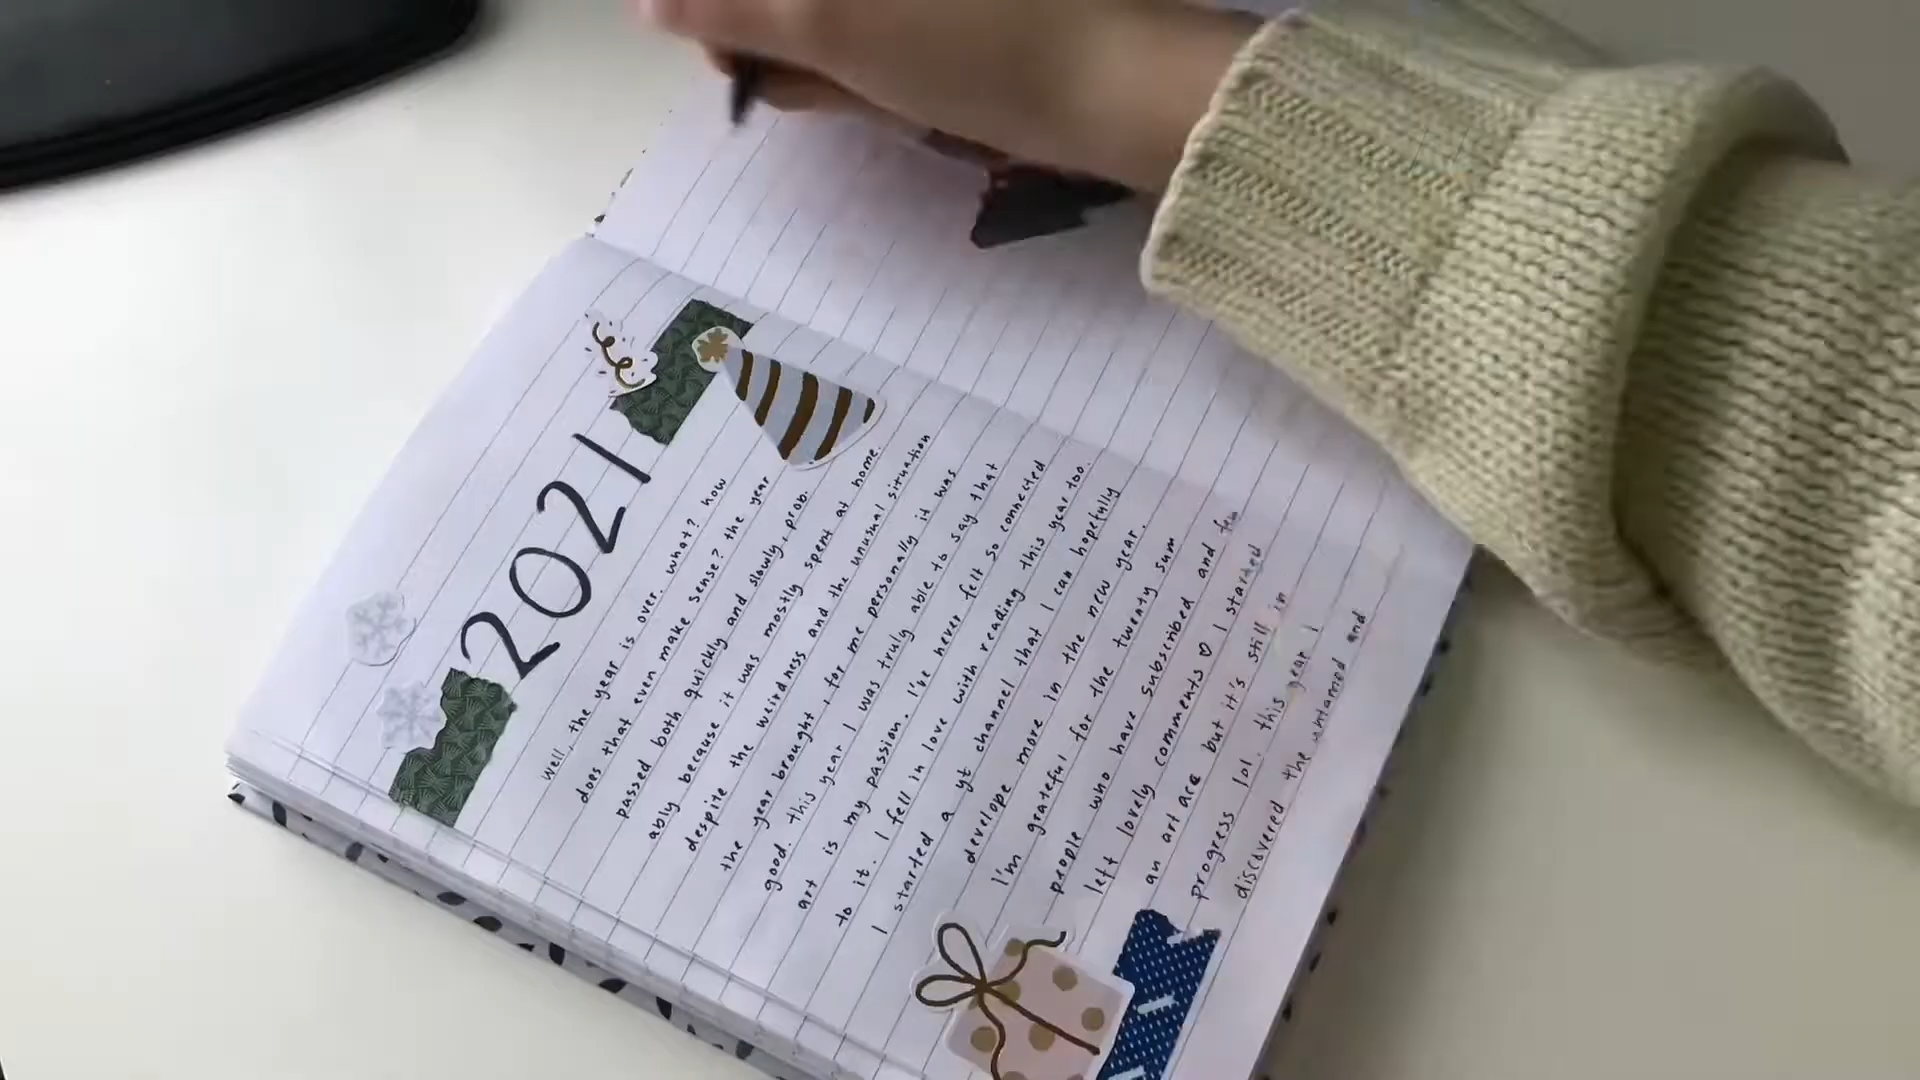 2021
well, the year is over. what? how
does that even make sense? the year
passed both quickly and slowly, prob-
ably because it was mostly spent at home.
despite the weirdness and the unusual situation
the year brought, for me personally it was
good. this year I was truly able to say that
art is my passion. I've never felt so connected
to it. I fell in love with reading this year too.
I started a yt channel that I can hopefully
develope more in the new year.
I'm grateful for the twenty sum
people who have subscribed and few
left lovely comments ♡ I started
an art acc but it's still in
progress lol. this year I
discovered the untamed and